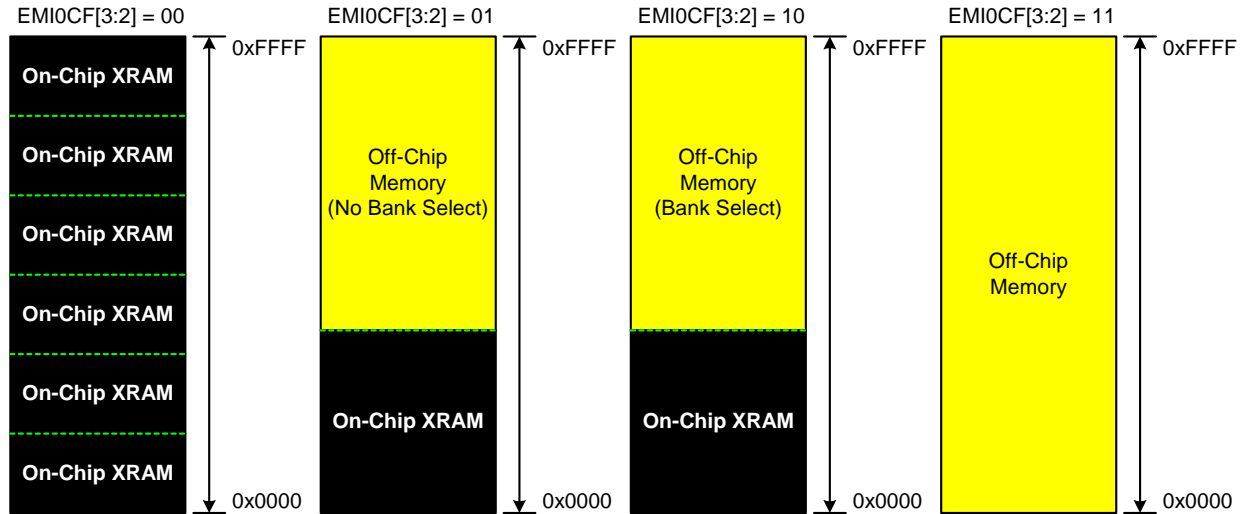 EMI0CF[3:2] = 00
0xFFFF
On-Chip XRAM
On-Chip XRAM
On-Chip XRAM
On-Chip XRAM
On-Chip XRAM
On-Chip XRAM
0x0000
EMI0CF[3:2] = 01
0xFFFF
Off-Chip
Memory
(No Bank Select)
On-Chip XRAM
0x0000
EMI0CF[3:2] = 10
0xFFFF
Off-Chip
Memory
(Bank Select)
On-Chip XRAM
0x0000
EMI0CF[3:2] = 11
0xFFFF
Off-Chip
Memory
0x0000